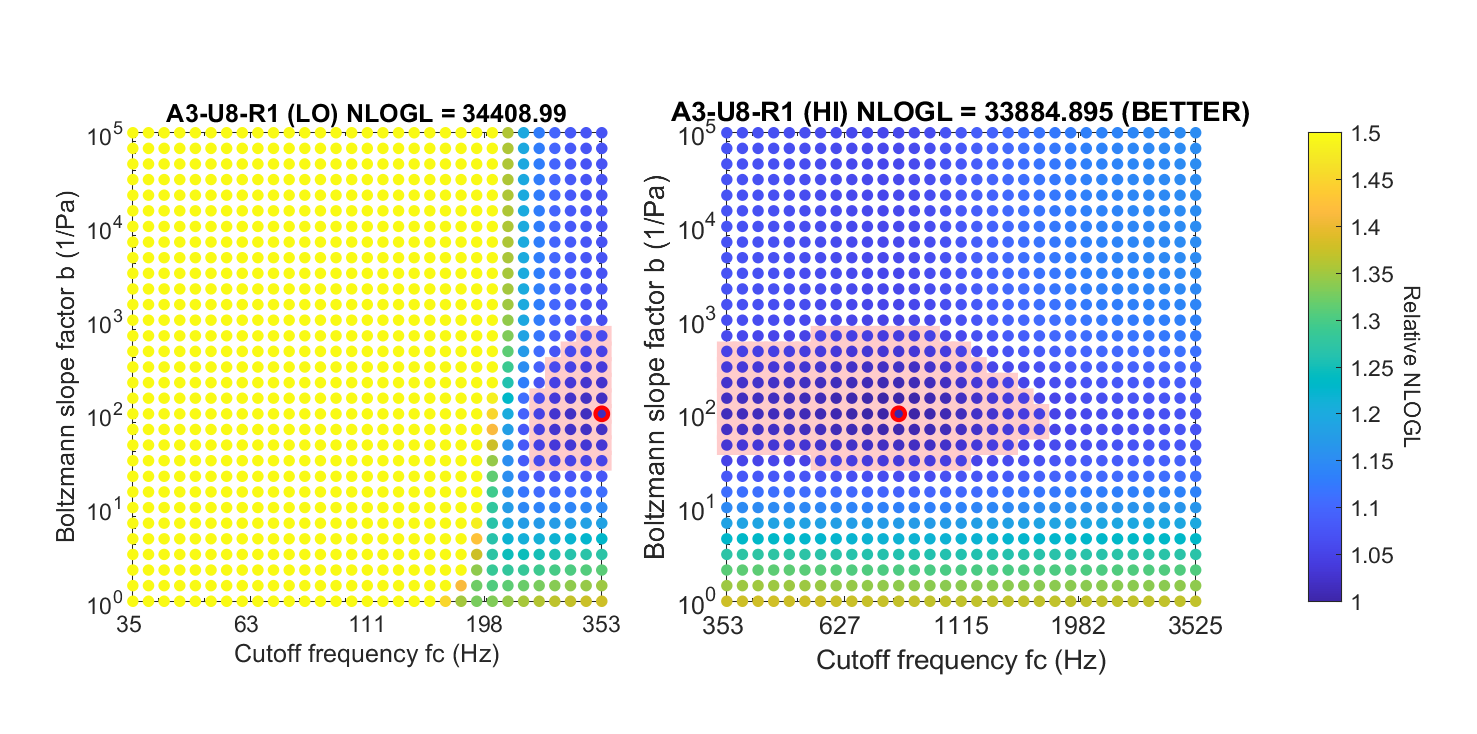 A3-U8-R1 (LO) NLOGL = 34408.99
10^5
10^4
10^3
10^2
10^1
10^0
Boltzmann slope factor b (1/Pa)
35 63 111 198 353
Cutoff frequency fc (Hz)
A3-U8-R1 (HI) NLOGL = 33884.895 (BETTER)
10^5
10^4
10^3
10^2
10^1
10^0
Boltzmann slope factor b (1/Pa)
353 627 1115 1982 3525
Cutoff frequency fc (Hz)
1.5
1.45
1.4
1.35
1.3
1.25
1.2
1.15
1.1
1.05
1
Relative NLOGL